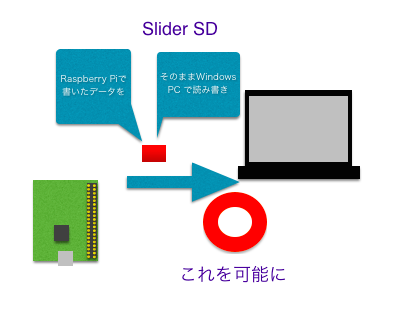 Slider SD
Raspberry Piで
書いたデータを
そのままWindows
PC で読み書き
これを可能に